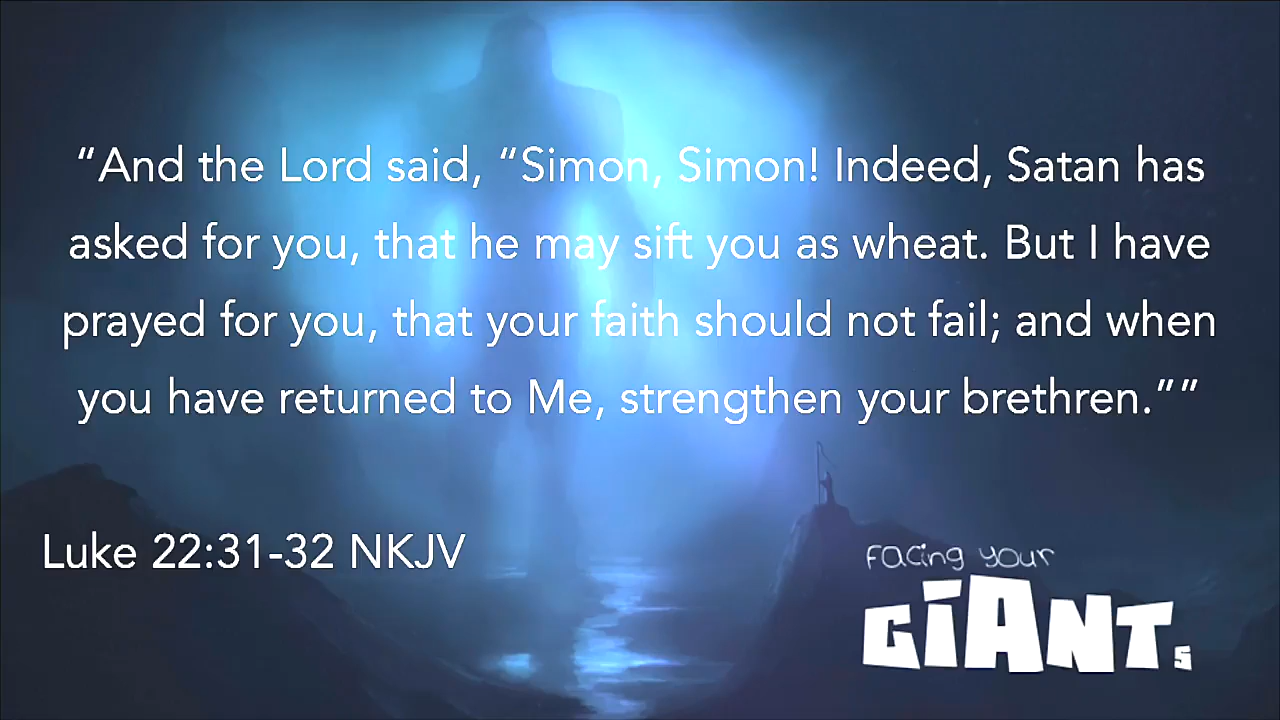 “And the Lord said, “Simon, Simon! Indeed, Satan has
asked for you, that he may sift you as wheat. But I have
prayed for you, that your faith should not fail; and when
you have returned to Me, strengthen your brethren.””
Luke 22:31-32 NKJV
Facing your
GiANTs